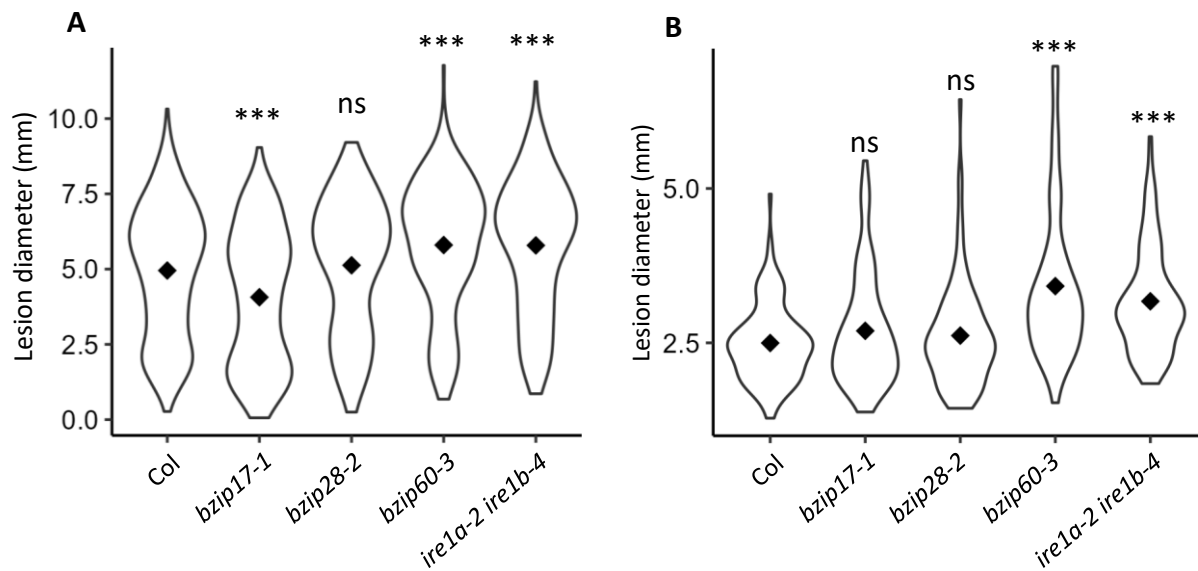 A
Lesion diameter (mm)
10.0
7.5
5.0
2.5
0.0
***
ns
***
***
Col
bzip17-1
bzip28-2
bzip60-3
ire1a-2 ire1b-4
B
Lesion diameter (mm)
5.0
2.5
ns
ns
***
***
Col
bzip17-1
bzip28-2
bzip60-3
ire1a-2 ire1b-4